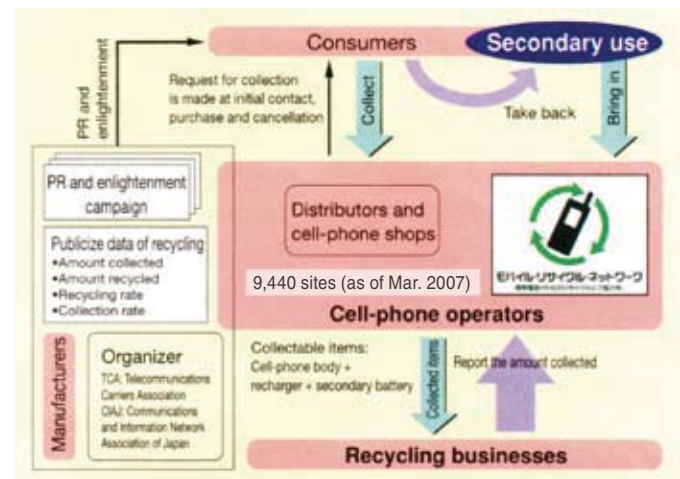 Consumers
Secondary use
PR and
enlightenment
Request for collection
is made at initial contact,
purchase and cancellation
Collect
Take back
Bring in
PR and enlightenment
campaign
Publicize data of recycling
•Amount collected
•Amount recycled
•Recycling rate
•Collection rate
Distributors and
cell-phone shops
9,440 sites (as of Mar. 2007)
モバイル・リサイクル・ネットワーク
Cell-phone operators
Manufacturers
Organizer
TCA: Telecommunications
Carriers Association
CIAJ: Communications
and Information Network
Association of Japan
Collectable items:
Cell-phone body +
recharger + secondary battery
Collected items
Report the amount collected
Recycling businesses